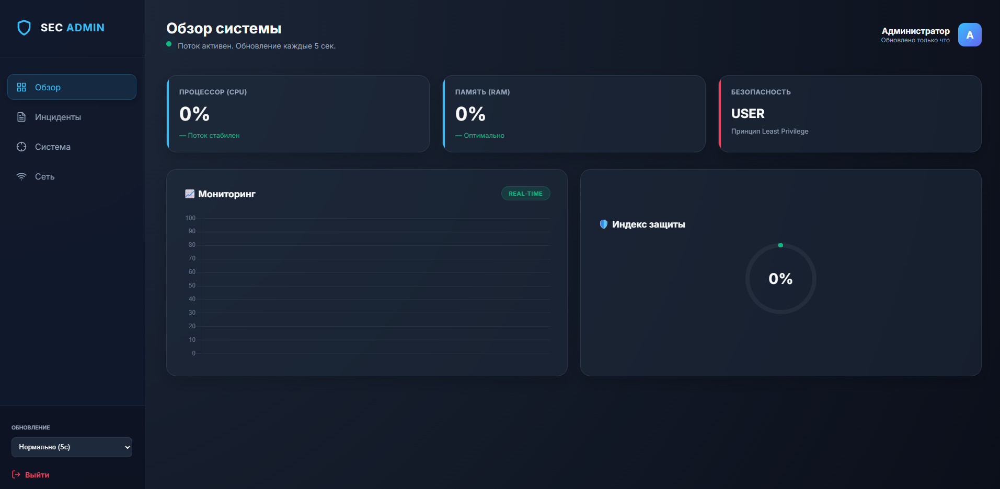 SEC ADMIN
Обзор
Инциденты
Система
Сеть
ОБНОВЛЕНИЕ
Нормально (5с)
Выйти
Обзор системы
Поток активен. Обновление каждые 5 сек.
Администратор
Обновлено только что
A
ПРОЦЕССОР (CPU)
0%
— Поток стабилен
ПАМЯТЬ (RAM)
0%
— Оптимально
БЕЗОПАСНОСТЬ
USER
Принцип Least Privilege
Мониторинг
REAL-TIME
100
90
80
70
60
50
40
30
20
10
0
Индекс защиты
0%